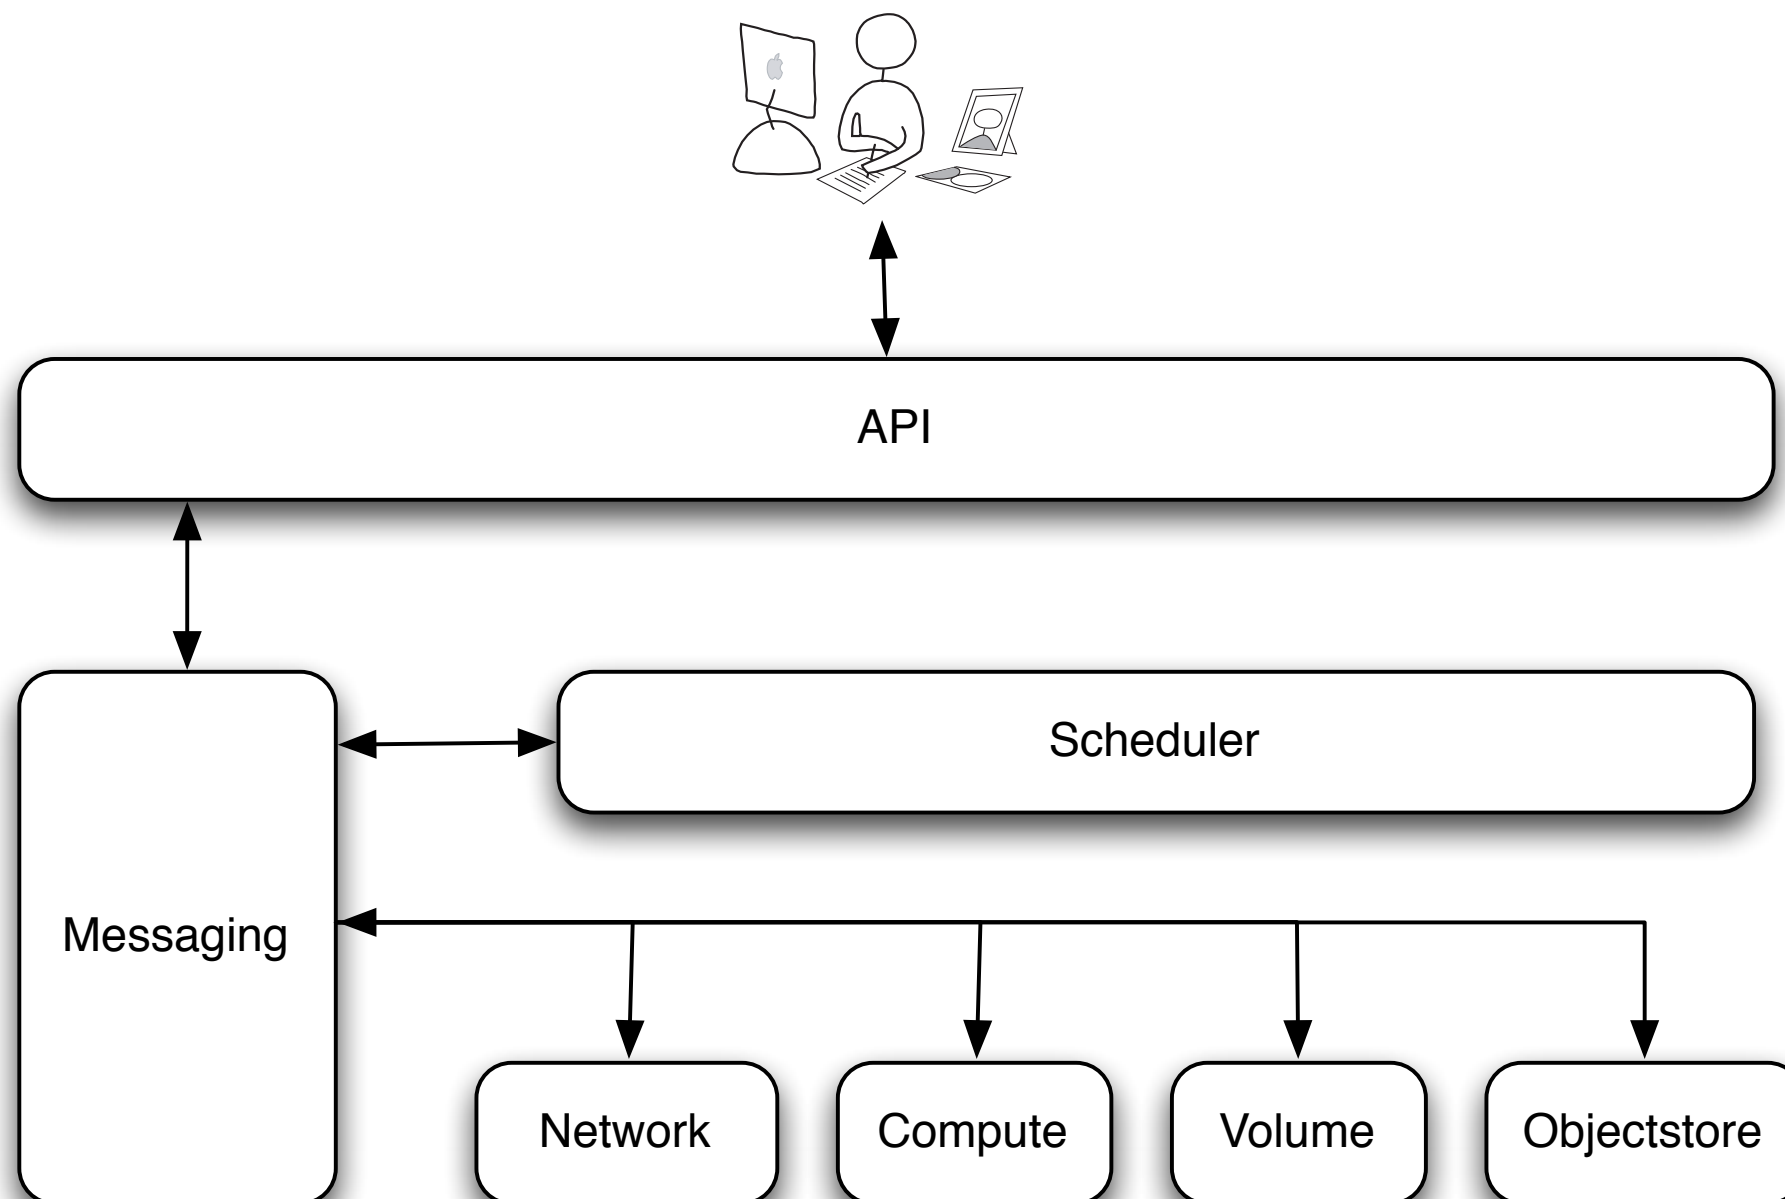 API
Scheduler
Messaging
Network
Compute
Volume
Objectstore